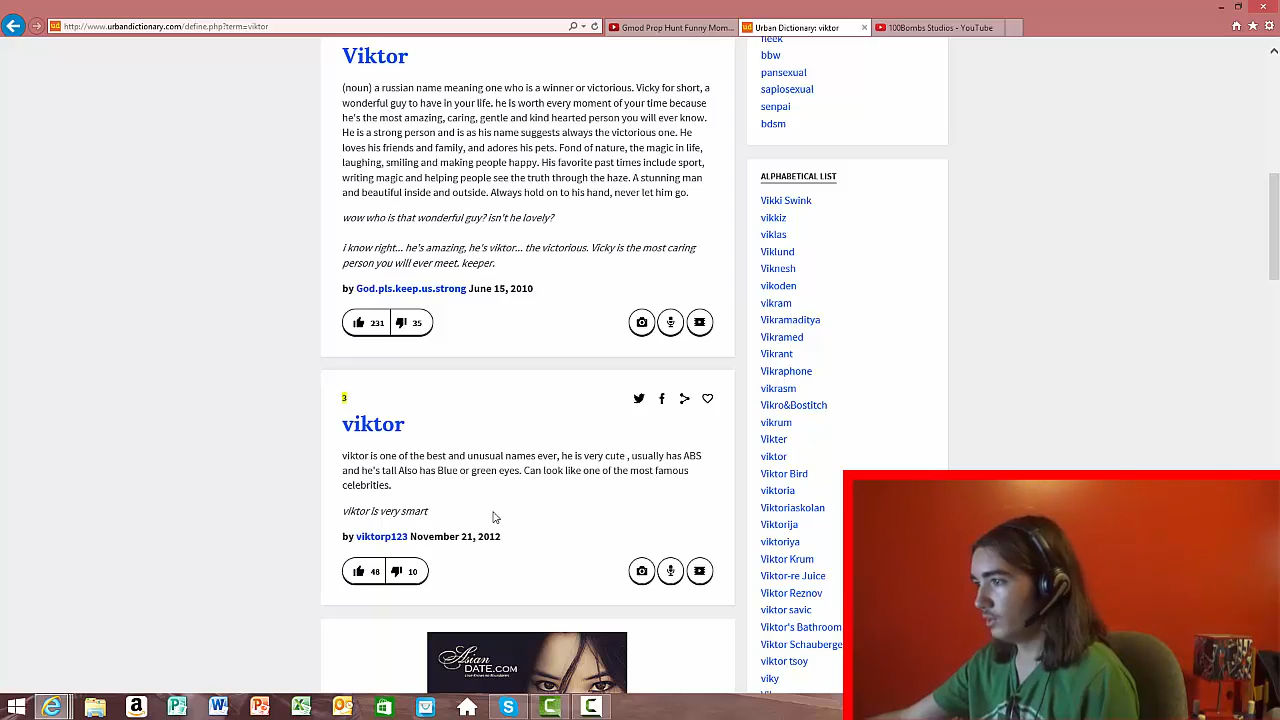 http://www.urbandictionary.com/define.php?term=viktor
Gmod Prop Hunt Funny Mom...
Urban Dictionary: viktor
100Bombs Studios - YouTube
Viktor
(noun) a russian name meaning one who is a winner or victorious. Vicky for short, a
wonderful guy to have in your life. he is worth every moment of your time because
he's the most amazing, caring, gentle and kind hearted person you will ever know.
He is a strong person and is as his name suggests always the victorious one. He
loves his friends and family, and adores his pets. Fond of nature, the magic in life,
laughing, smiling and making people happy. His favorite past times include sport,
writing magic and helping people see the truth through the haze. A stunning man
and beautiful inside and outside. Always hold on to his hand, never let him go.
wow who is that wonderful guy? isn't he lovely?
i know right... he's amazing, he's viktor... the victorious. Vicky is the most caring
person you will ever meet. keeper.
by God.pls.keep.us.strong June 15, 2010
231 35
3
viktor
viktor is one of the best and unusual names ever, he is very cute , usually has ABS
and he's tall Also has Blue or green eyes. Can look like one of the most famous
celebrities.
viktor is very smart
by viktorp123 November 21, 2012
48 10
Asian
DATE.COM
fleek
bbw
pansexual
sapiosexual
senpai
bdsm
ALPHABETICAL LIST
Vikki Swink
vikkiz
viklas
Viklund
Viknesh
vikoden
vikram
Vikramaditya
Vikramed
Vikrant
Vikraphone
vikrasm
Vikro&Bostitch
vikrum
Vikter
viktor
Viktor Bird
viktoria
Viktoriaskolan
Viktorija
viktoriya
Viktor Krum
Viktor-re Juice
Viktor Reznov
viktor savic
Viktor's Bathroom
Viktor Schauberge
viktor tsoy
viky